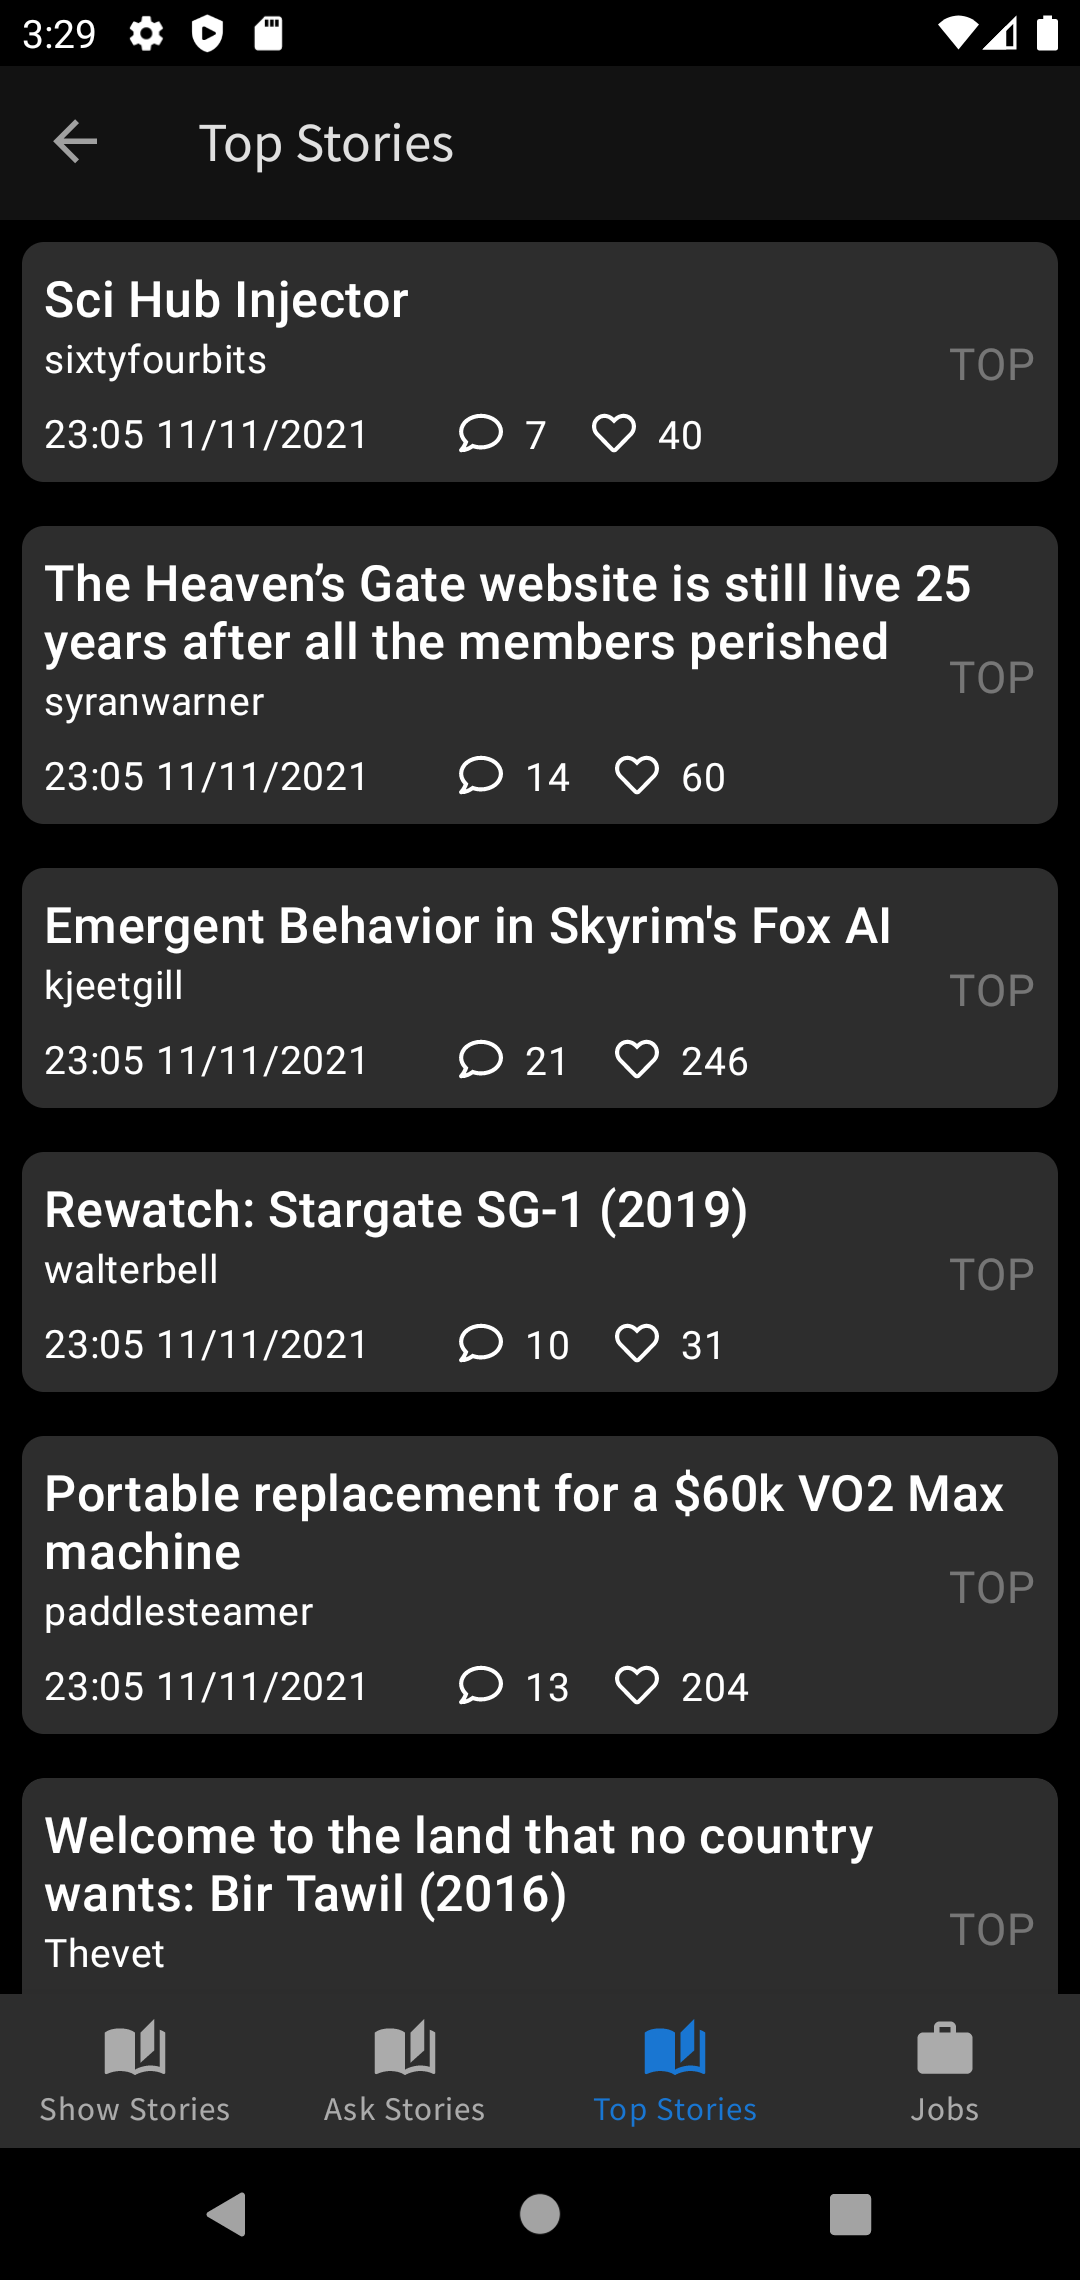 3:29
Top Stories
Sci Hub Injector
sixtyfourbits
TOP
23:05 11/11/2021 7 40
The Heaven’s Gate website is still live 25
years after all the members perished
syranwarner
TOP
23:05 11/11/2021 14 60
Emergent Behavior in Skyrim's Fox AI
kjeetgill
TOP
23:05 11/11/2021 21 246
Rewatch: Stargate SG-1 (2019)
walterbell
TOP
23:05 11/11/2021 10 31
Portable replacement for a $60k VO2 Max
machine
paddlesteamer
TOP
23:05 11/11/2021 13 204
Welcome to the land that no country
wants: Bir Tawil (2016)
Thevet
TOP
Show Stories Ask Stories Top Stories Jobs